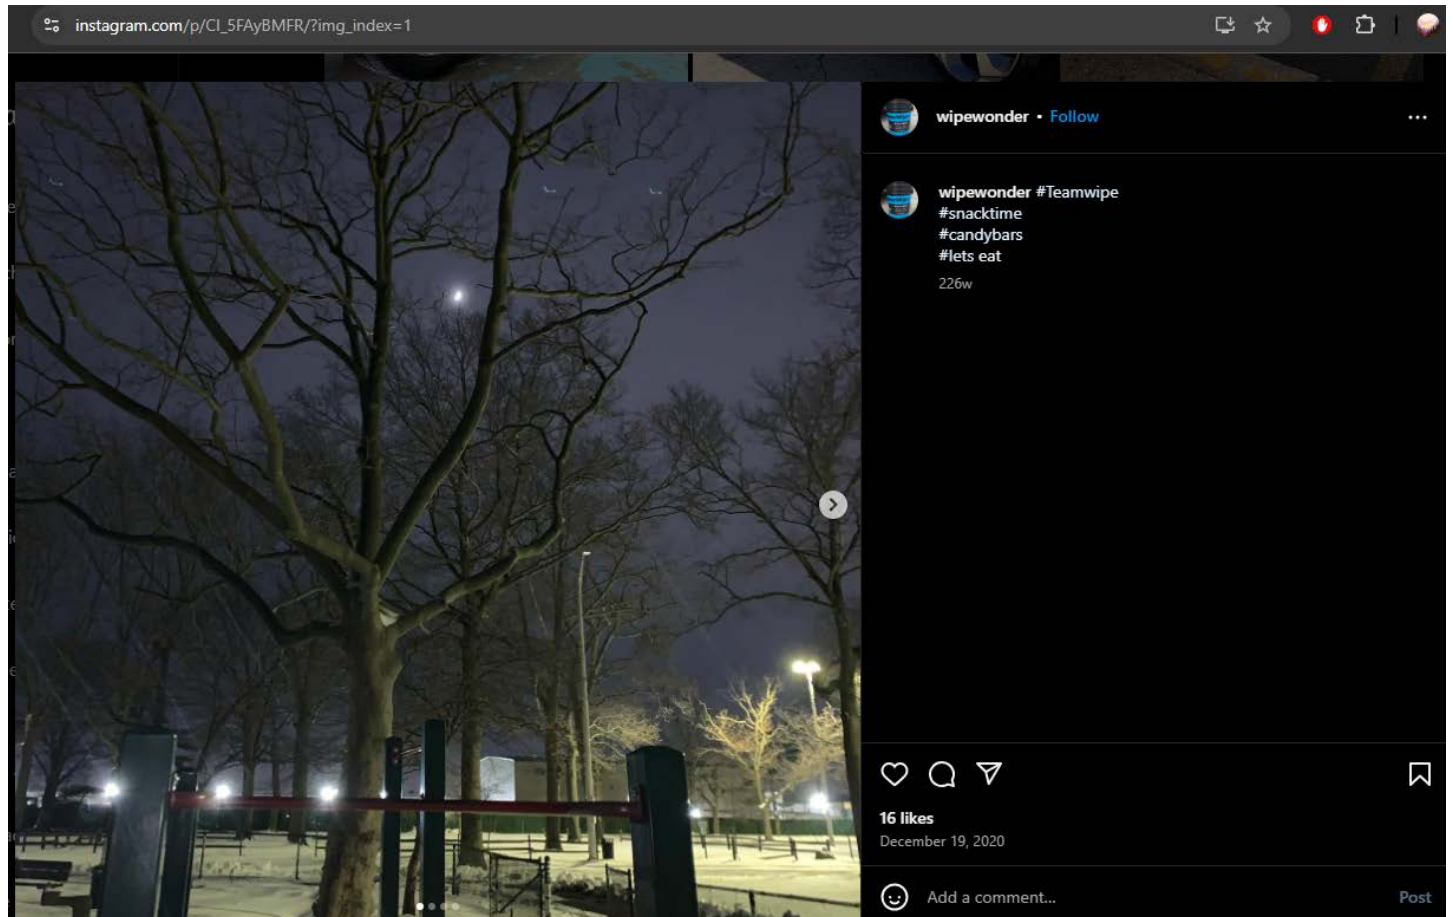 instagram.com/p/CI_5FAyBMFR/?img_index=1
wipewonder • Follow
wipewonder #Teamwipe
#snacktime
#candybars
#lets eat
226w
16 likes
December 19, 2020
Add a comment...
Post